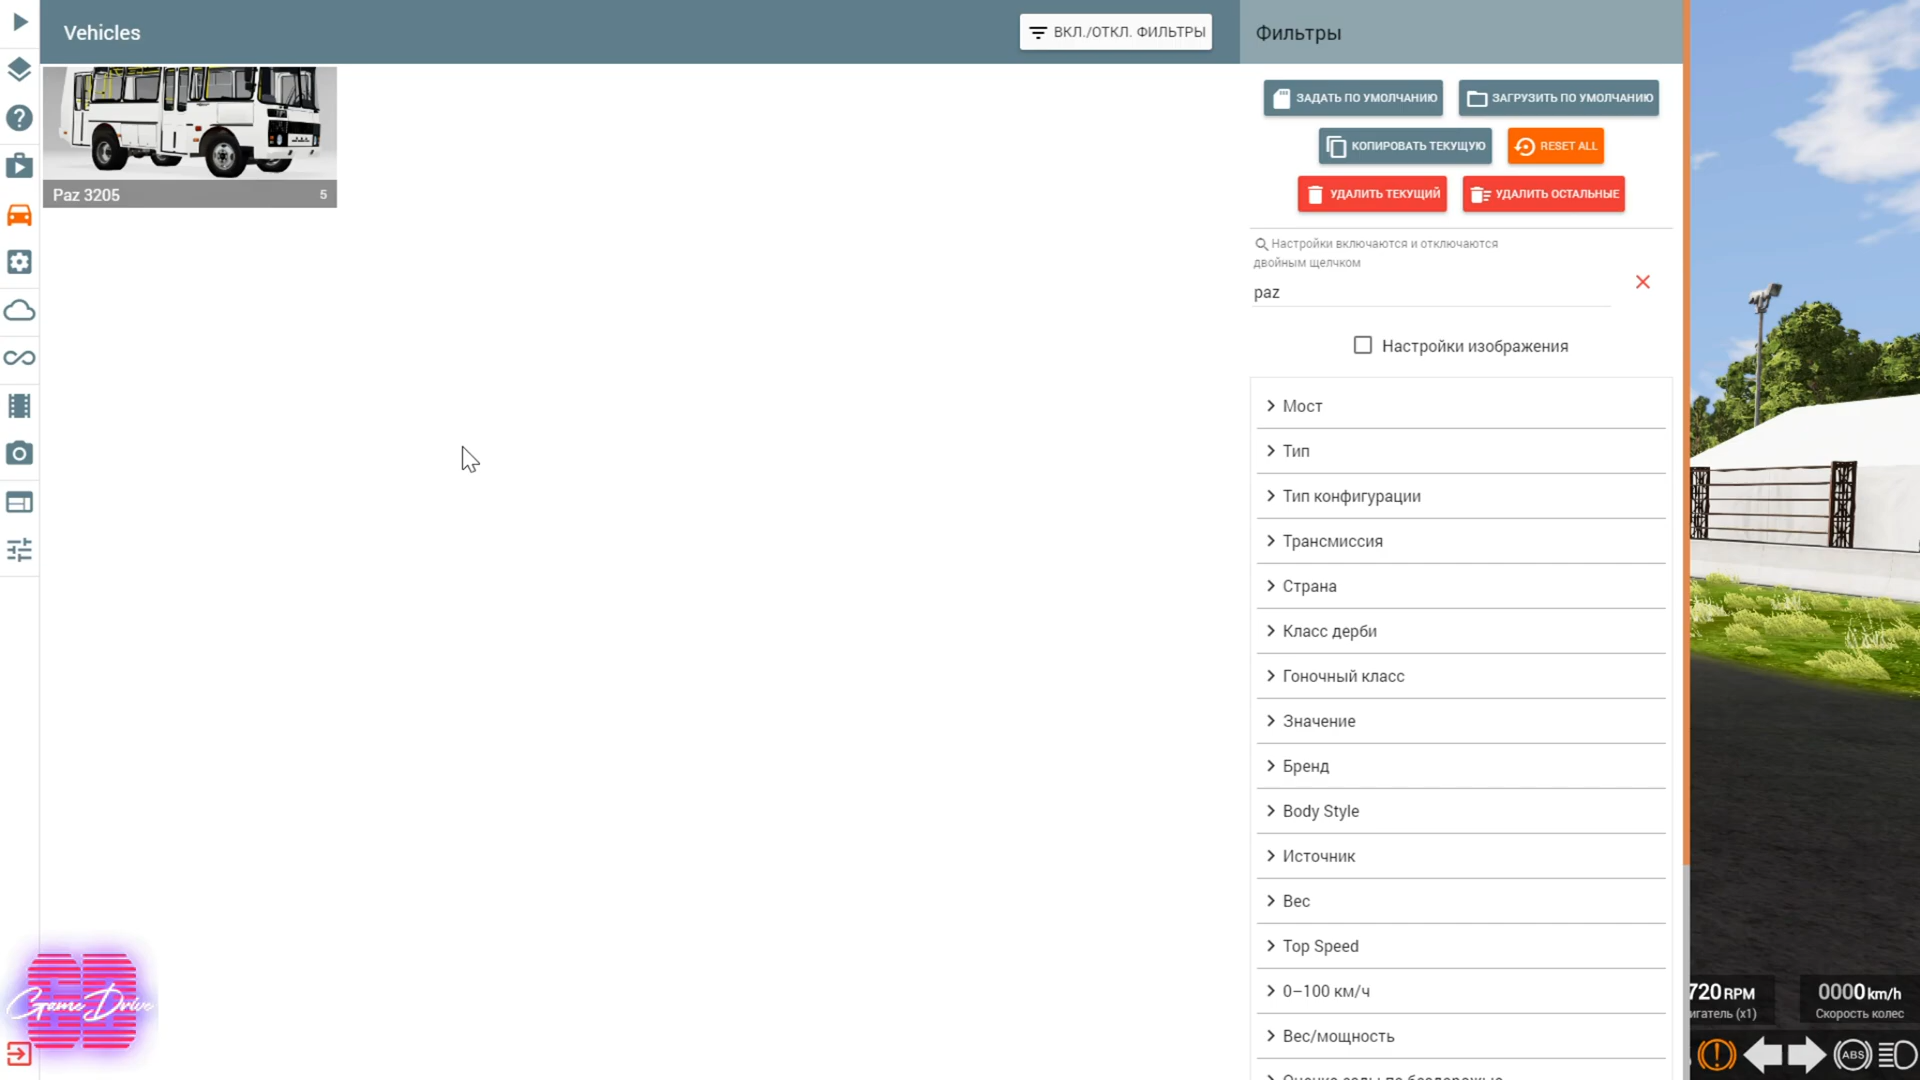 Vehicles
ВКЛ./ОТКЛ. ФИЛЬТРЫ
Фильтры
Paz 3205
5
ЗАДАТЬ ПО УМОЛЧАНИЮ
ЗАГРУЗИТЬ ПО УМОЛЧАНИЮ
КОПИРОВАТЬ ТЕКУЩУЮ
RESET ALL
УДАЛИТЬ ТЕКУЩИЙ
УДАЛИТЬ ОСТАЛЬНЫЕ
Настройки включаются и отключаются
двойным щелчком
paz
Настройки изображения
Мост
Тип
Тип конфигурации
Трансмиссия
Страна
Класс дерби
Гоночный класс
Значение
Бренд
Body Style
Источник
Вес
Top Speed
0–100 км/ч
Вес/мощность
Game Drive
720 RPM
игатель (x1)
0000 km/h
Скорость колес
ABS